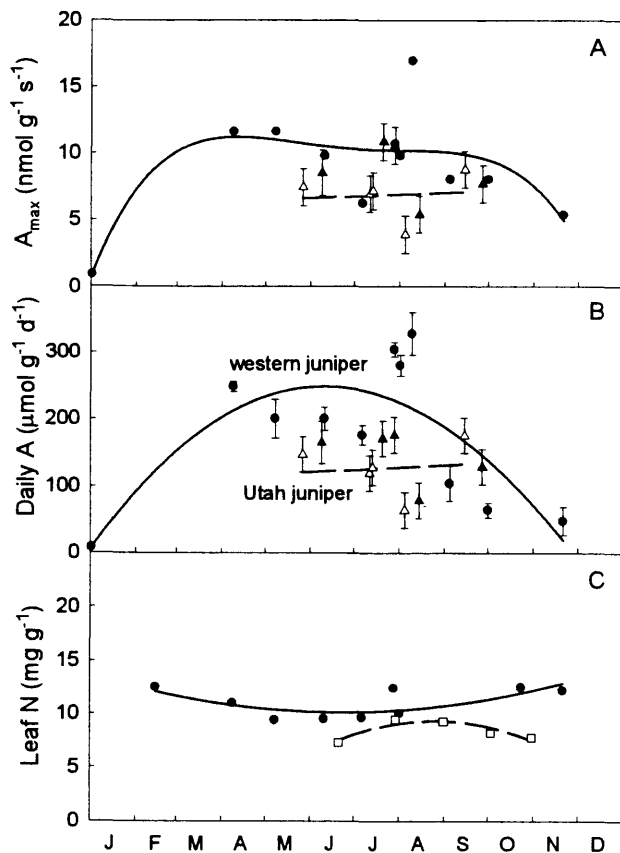 A
20
15
10
5
0
A_max (nmol g⁻¹ s⁻¹)
B
300
200
100
0
Daily A (μmol g⁻¹ d⁻¹)
western juniper
Utah juniper
C
20
15
10
5
0
Leaf N (mg g⁻¹)
J F M A M J J A S O N D